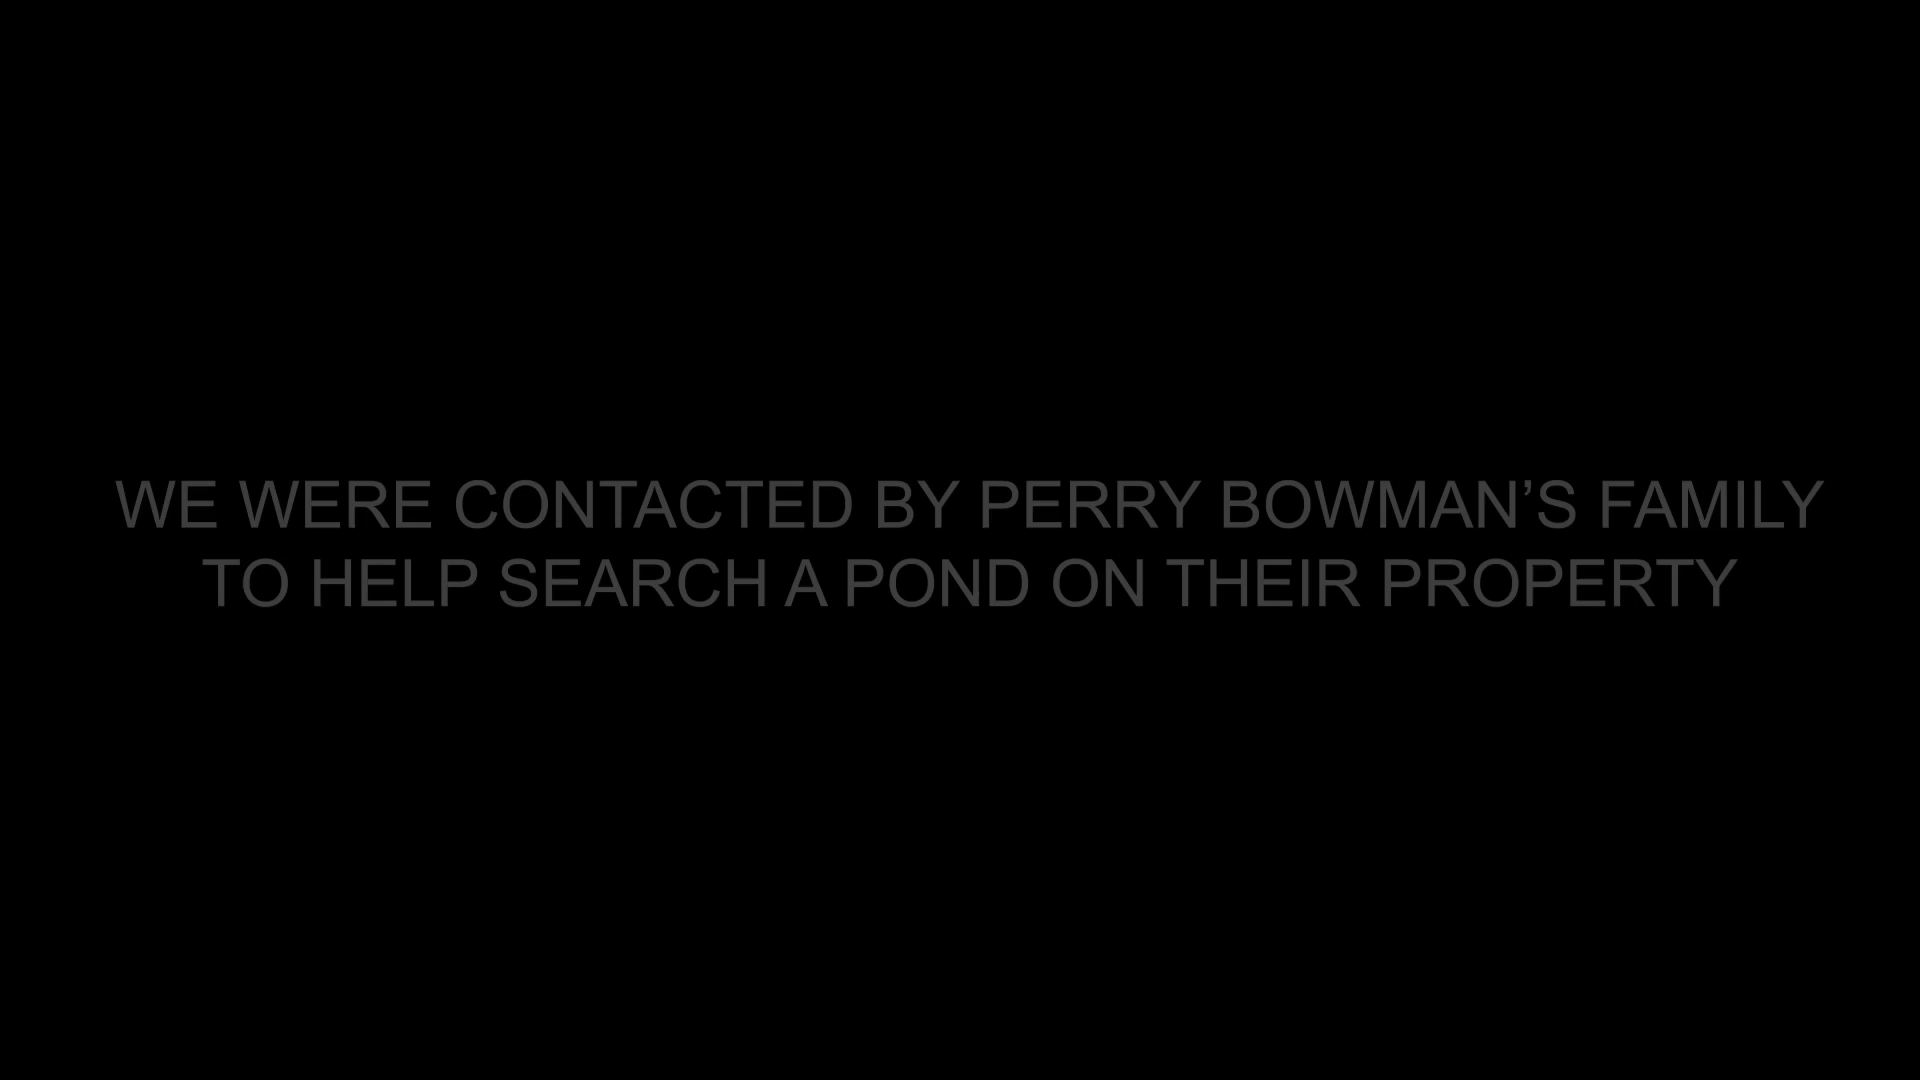 WE WERE CONTACTED BY PERRY BOWMAN’S FAMILY
TO HELP SEARCH A POND ON THEIR PROPERTY